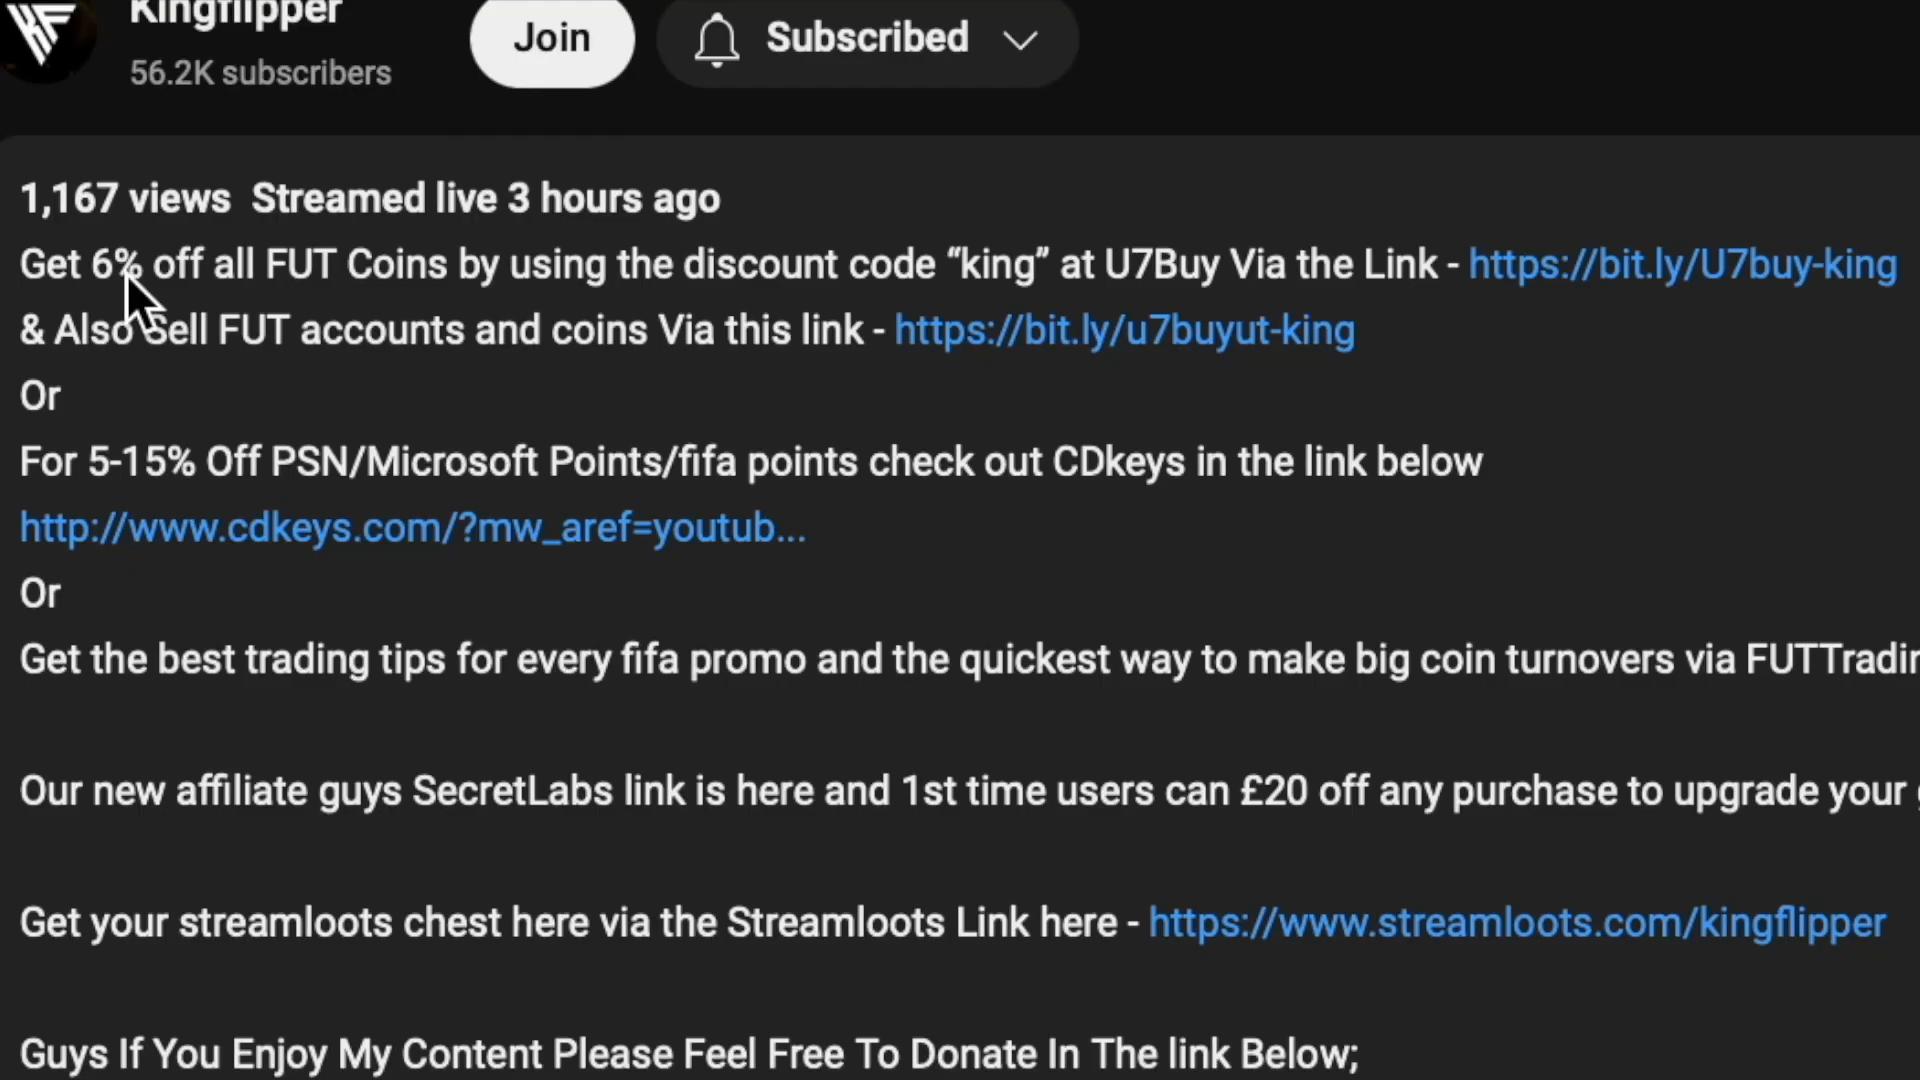 Kingflipper
Join
Subscribed
56.2K subscribers
1,167 views Streamed live 3 hours ago
Get 6% off all FUT Coins by using the discount code “king” at U7Buy Via the Link - https://bit.ly/U7buy-king
& Also Sell FUT accounts and coins Via this link - https://bit.ly/u7buyut-king
Or
For 5-15% Off PSN/Microsoft Points/fifa points check out CDkeys in the link below
http://www.cdkeys.com/?mw_aref=youtub...
Or
Get the best trading tips for every fifa promo and the quickest way to make big coin turnovers via
Our new affiliate guys SecretLabs link is here and 1st time users can £20 off any purchase to upgrade your
Get your streamloots chest here via the Streamloots Link here - https://www.streamloots.com/kingflipper
Guys If You Enjoy My Content Please Feel Free To Donate In The link Below;